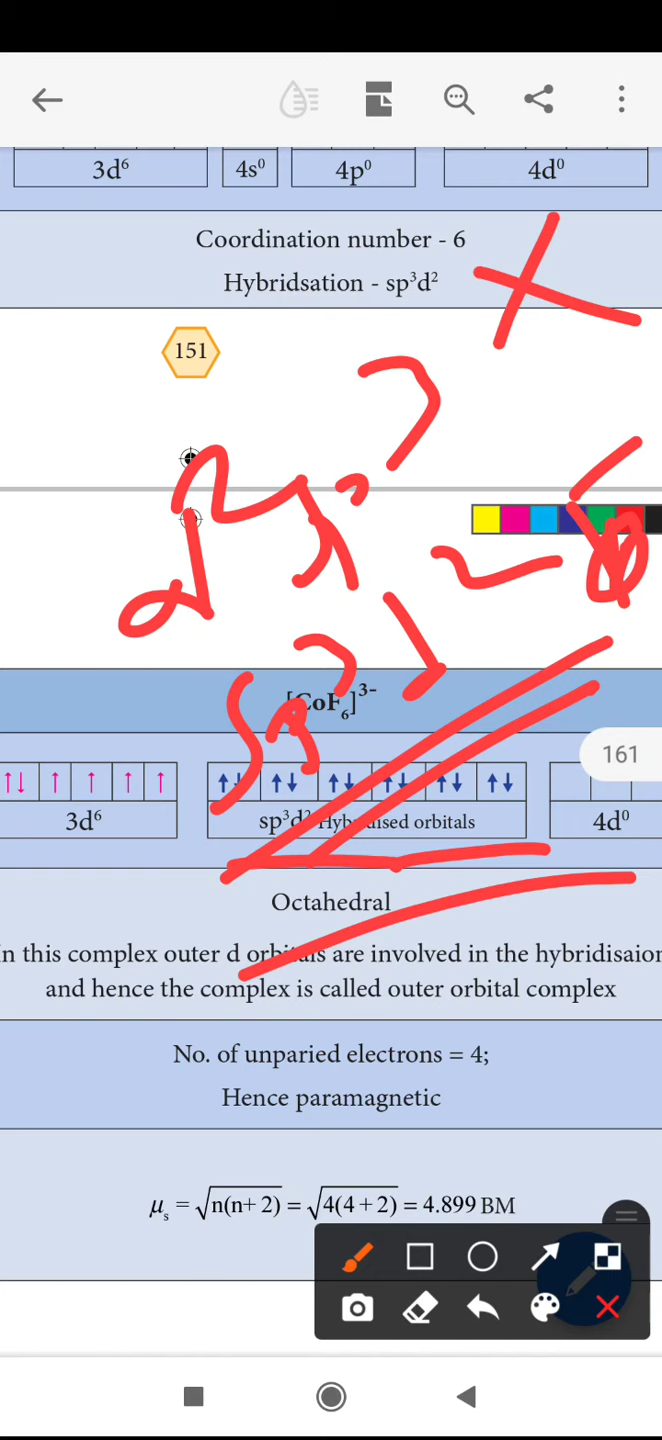 3d⁶ 4s⁰ 4p⁰ 4d⁰
Coordination number - 6
Hybridsation - sp³d²
151
[CoF₆]³⁻
161
3d⁶ sp³d² Hybridised orbitals 4d⁰
Octahedral
In this complex outer d orbitals are involved in the hybridisaion
and hence the complex is called outer orbital complex
No. of unparied electrons = 4;
Hence paramagnetic
μₛ = √n(n+ 2) = √4(4 + 2) = 4.899 BM